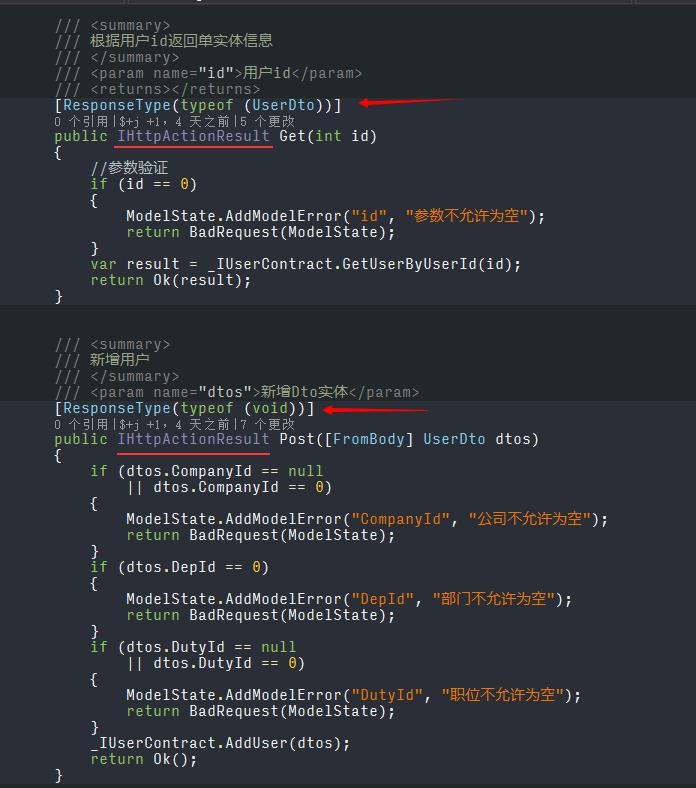 /// <summary>
/// 根据用户id返回单实体信息
/// </summary>
/// <param name="id">用户id</param>
/// <returns></returns>
[ResponseType(typeof (UserDto))]
0 个引用|$+j +1, 4 天之前|5 个更改
public IHttpActionResult Get(int id)
{
//参数验证
if (id == 0)
{
ModelState.AddModelError("id", "参数不允许为空");
return BadRequest(ModelState);
}
var result = _IUserContract.GetUserByUserId(id);
return Ok(result);
}
/// <summary>
/// 新增用户
/// </summary>
/// <param name="dtos">新增Dto实体</param>
[ResponseType(typeof (void))]
0 个引用|$+j +1, 4 天之前|7 个更改
public IHttpActionResult Post([FromBody] UserDto dtos)
{
if (dtos.CompanyId == null
|| dtos.CompanyId == 0)
{
ModelState.AddModelError("CompanyId", "公司不允许为空");
return BadRequest(ModelState);
}
if (dtos.DepId == 0)
{
ModelState.AddModelError("DepId", "部门不允许为空");
return BadRequest(ModelState);
}
if (dtos.DutyId == null
|| dtos.DutyId == 0)
{
ModelState.AddModelError("DutyId", "职位不允许为空");
return BadRequest(ModelState);
}
_IUserContract.AddUser(dtos);
return Ok();
}